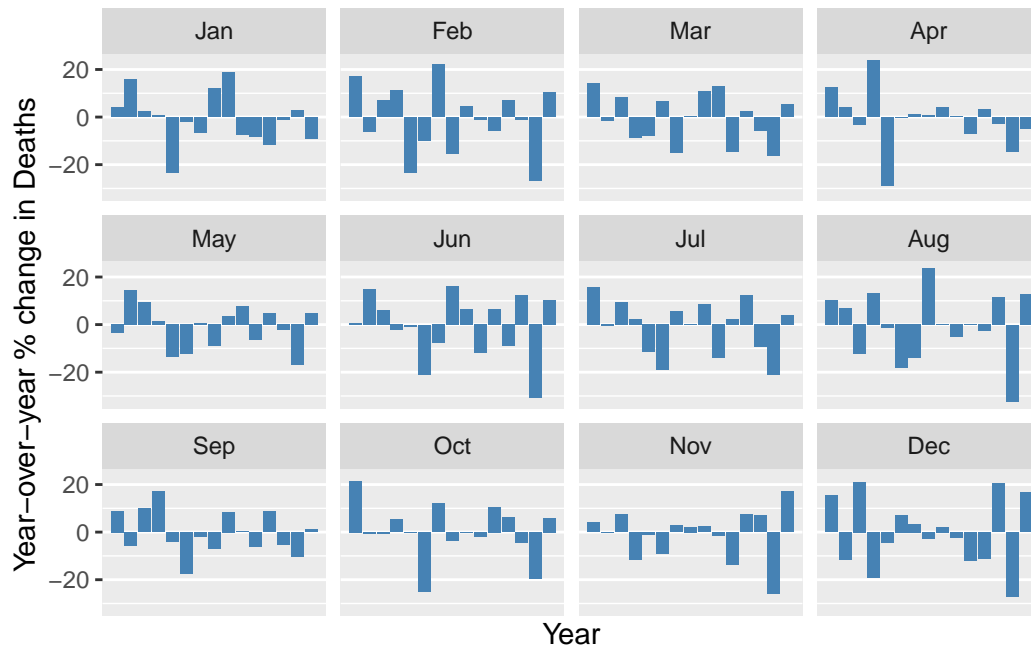 Year−over−year % change in Deaths
Jan Feb Mar Apr
20
0
−20
May Jun Jul Aug
20
0
−20
Sep Oct Nov Dec
20
0
−20
Year